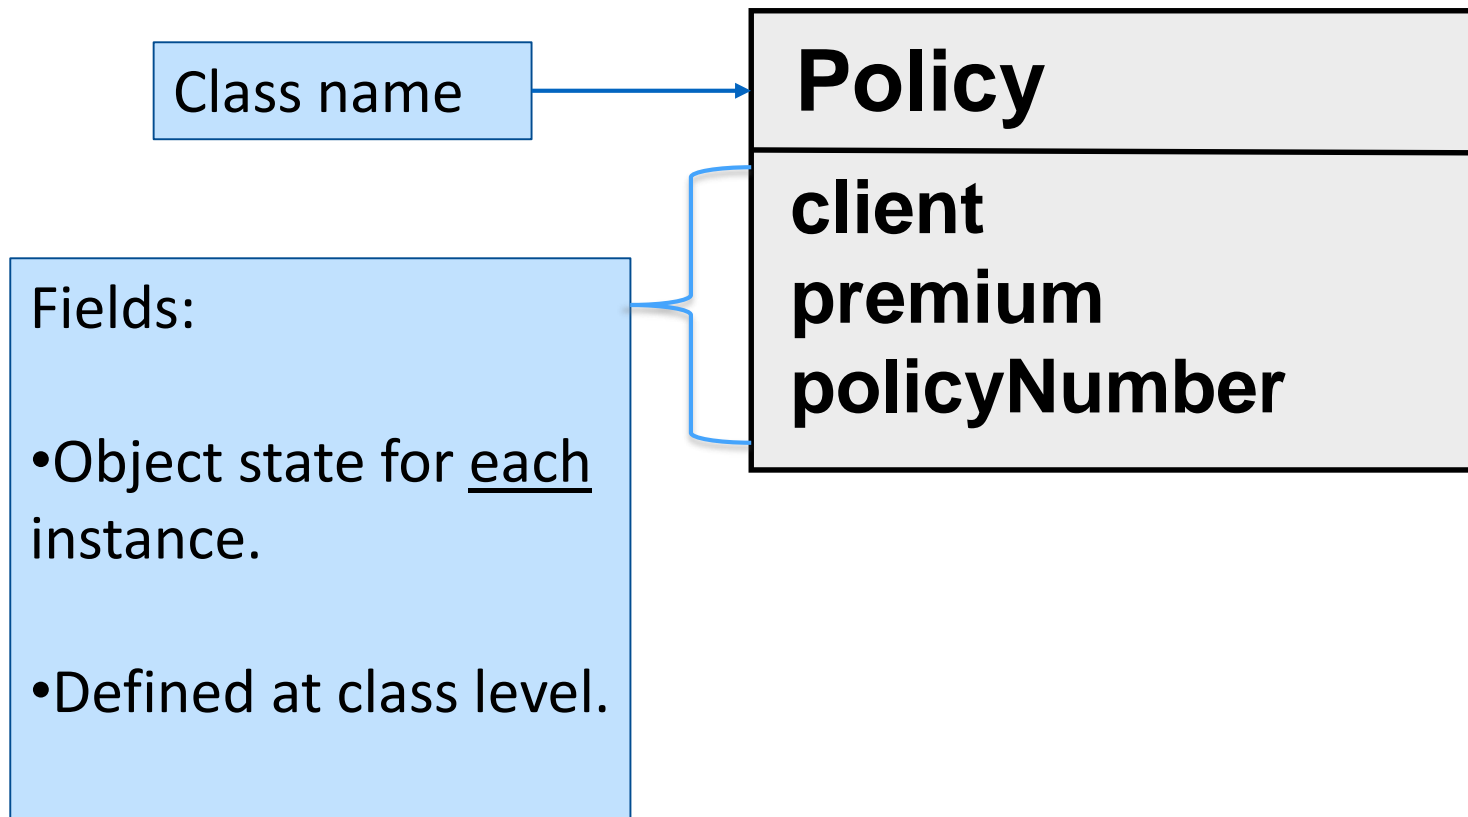 Class name
Policy
client
premium
policyNumber
Fields:
•Object state for each
instance.
•Defined at class level.